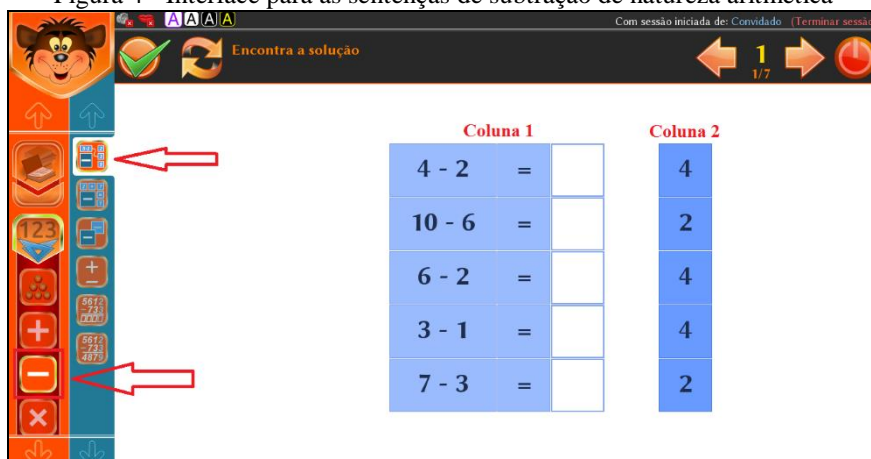 Figura 4 - Interface para as sentenças de subtração de natureza aritmética
A A A A A
Com sessão iniciada de: Convidado (Terminar sessão
Encontra a solução
1
1/7
Coluna 1 Coluna 2
4 - 2 = 4
10 - 6 = 2
6 - 2 = 4
3 - 1 = 4
7 - 3 = 2
123
5612
-733
5612
-733
4879